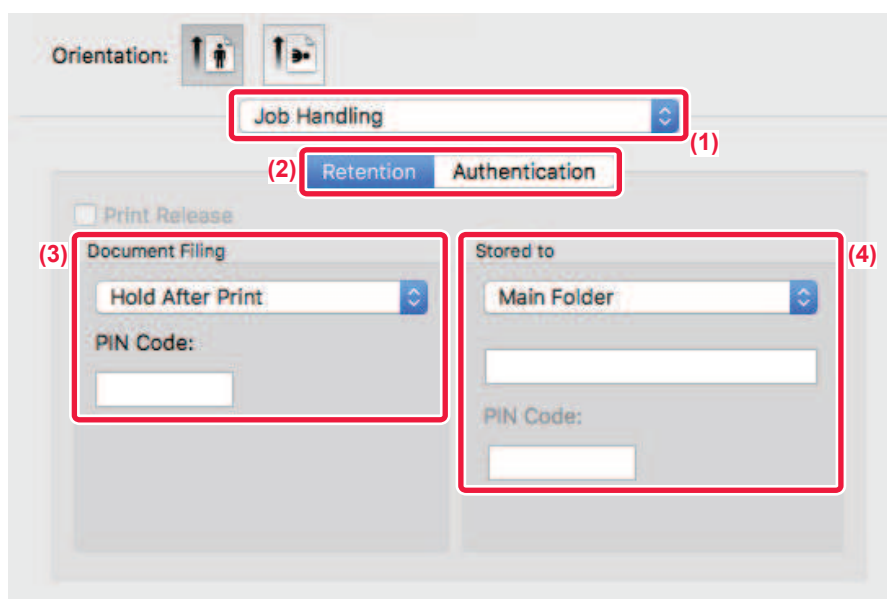 Orientation:
Job Handling
(1)
(2)
Retention Authentication
Print Release
(3)
Document Filing
Hold After Print
PIN Code:
Stored to
(4)
Main Folder
PIN Code: